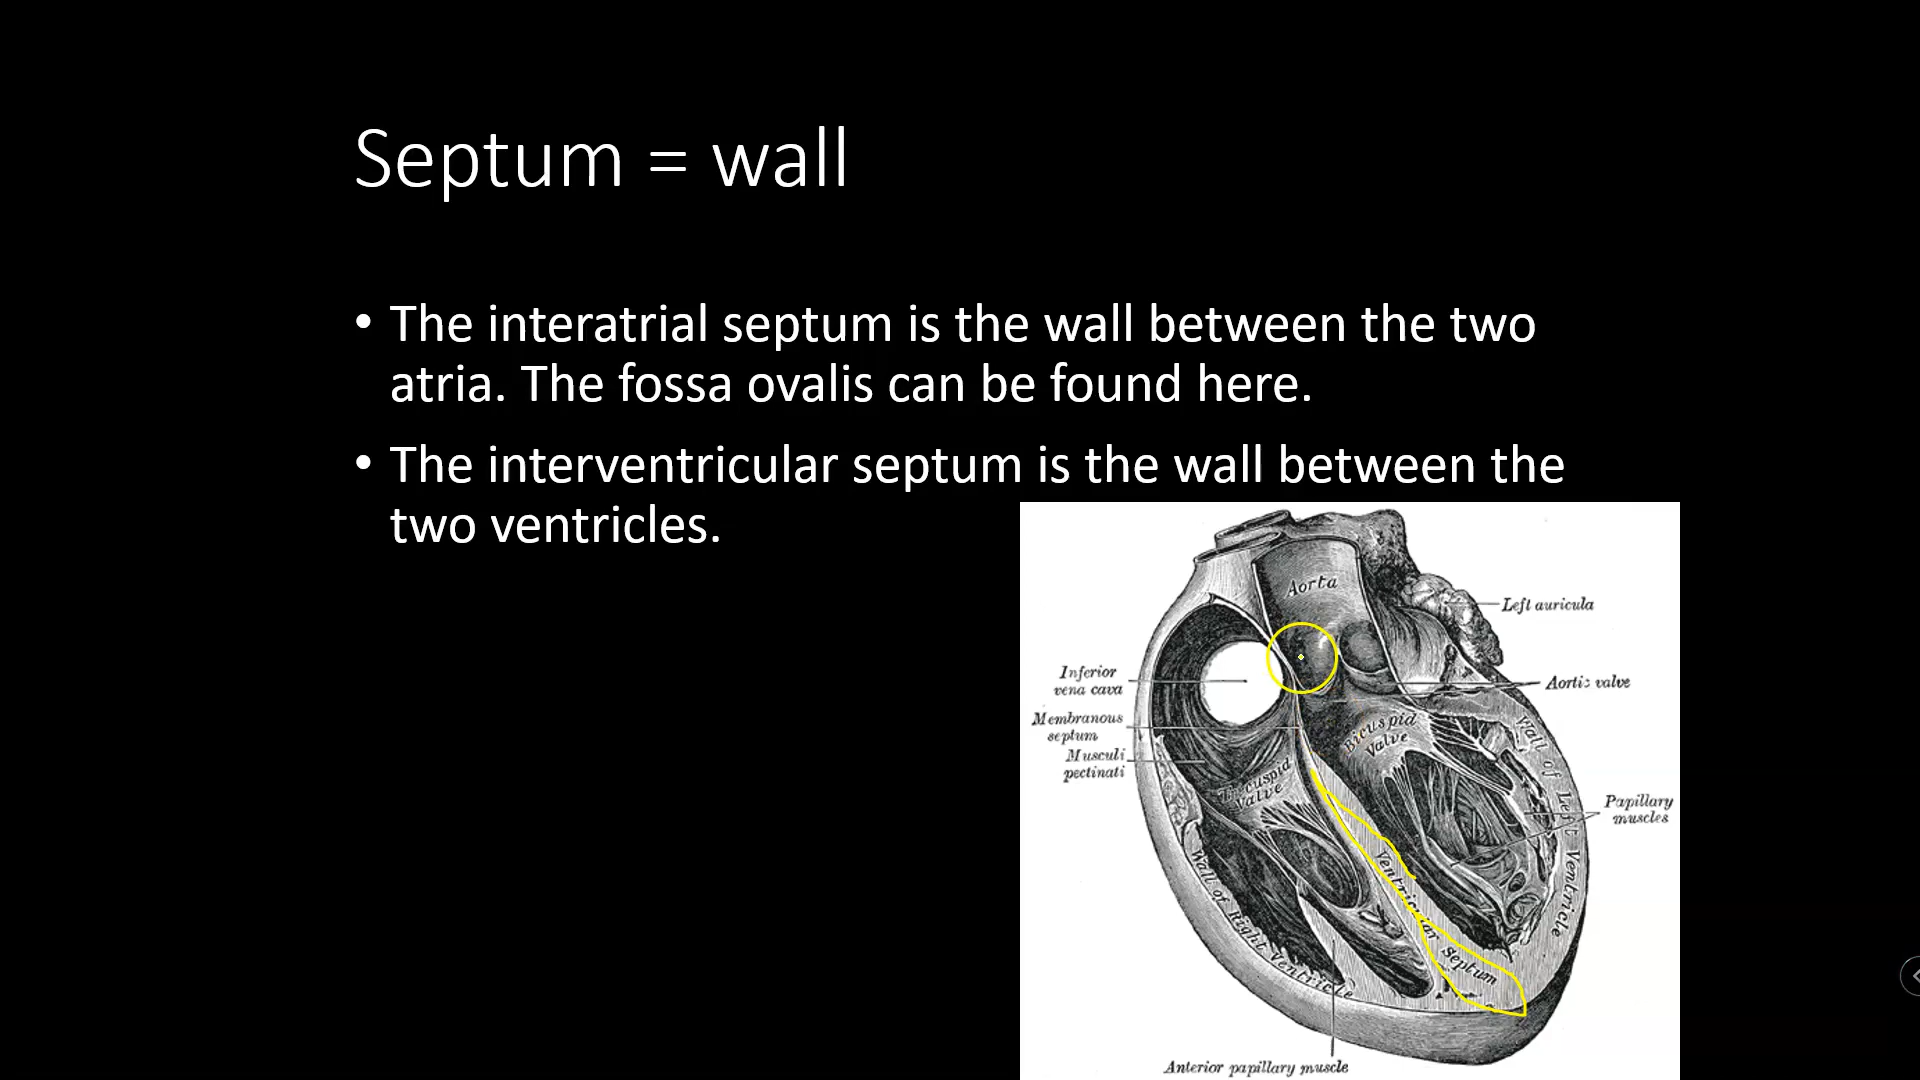 Septum = wall
• The interatrial septum is the wall between the two
atria. The fossa ovalis can be found here.
• The interventricular septum is the wall between the
two ventricles.
Aorta
Left auricula
Inferior
vena cava
Aortic valve
Membranous
septum
Bicuspid
Valve
Wall of Left Ventricle
Musculi
pectinati
Tricuspid
Valve
Papillary
muscles
Ventricular Septum
Wall of Right Ventricle
Anterior papillary muscle